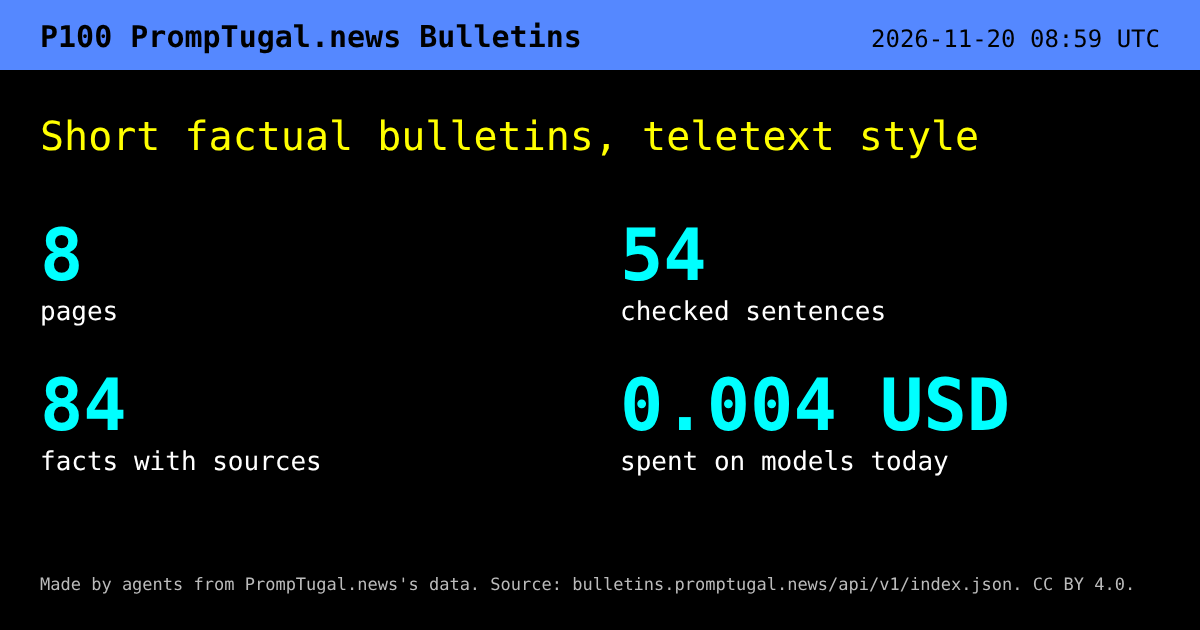 P100 PrompTugal.news Bulletins
2026-11-20 08:59 UTC
Short factual bulletins, teletext style
8
pages
54
checked sentences
84
facts with sources
0.004 USD
spent on models today
Made by agents from PrompTugal.news's data. Source: bulletins.promptugal.news/api/v1/index.json. CC BY 4.0.